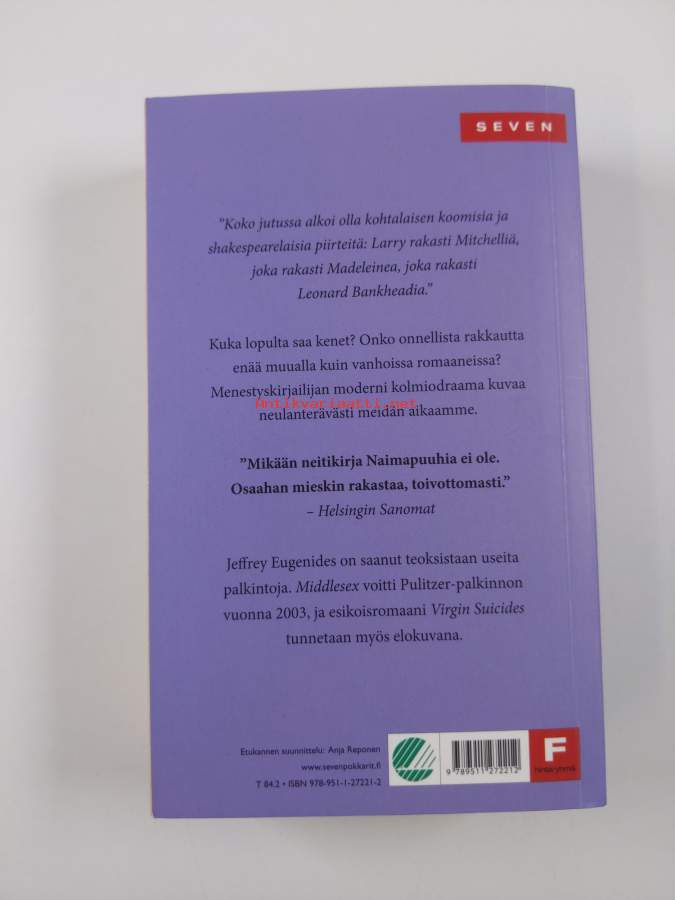 SEVEN
”Koko jutussa alkoi olla kohtalaisen koomisia ja
shakespearelaisia piirteitä: Larry rakasti Mitchelliä,
joka rakasti Madeleinea, joka rakasti
Leonard Bankheadia.”
Kuka lopulta saa kenet? Onko onnellista rakkautta
enää muualla kuin vanhoissa romaaneissa?
Menestyskirjailijan moderni kolmiodraama kuvaa
Antikvariaatti.net
neulanterävästi meidän aikaamme.
”Mikään neitikirja Naimapuuhia ei ole.
Osaahan mieskin rakastaa, toivottomasti.”
– Helsingin Sanomat
Jeffrey Eugenides on saanut teoksistaan useita
palkintoja. Middlesex voitti Pulitzer-palkinnon
vuonna 2003, ja esikoisromaani Virgin Suicides
tunnetaan myös elokuvana.
Etukannen suunnittelu: Anja Reponen
www.sevenpokkarit.fi
T 84.2 • ISBN 978-951-1-27221-2
9 789511 272212
F
hintaryhmä